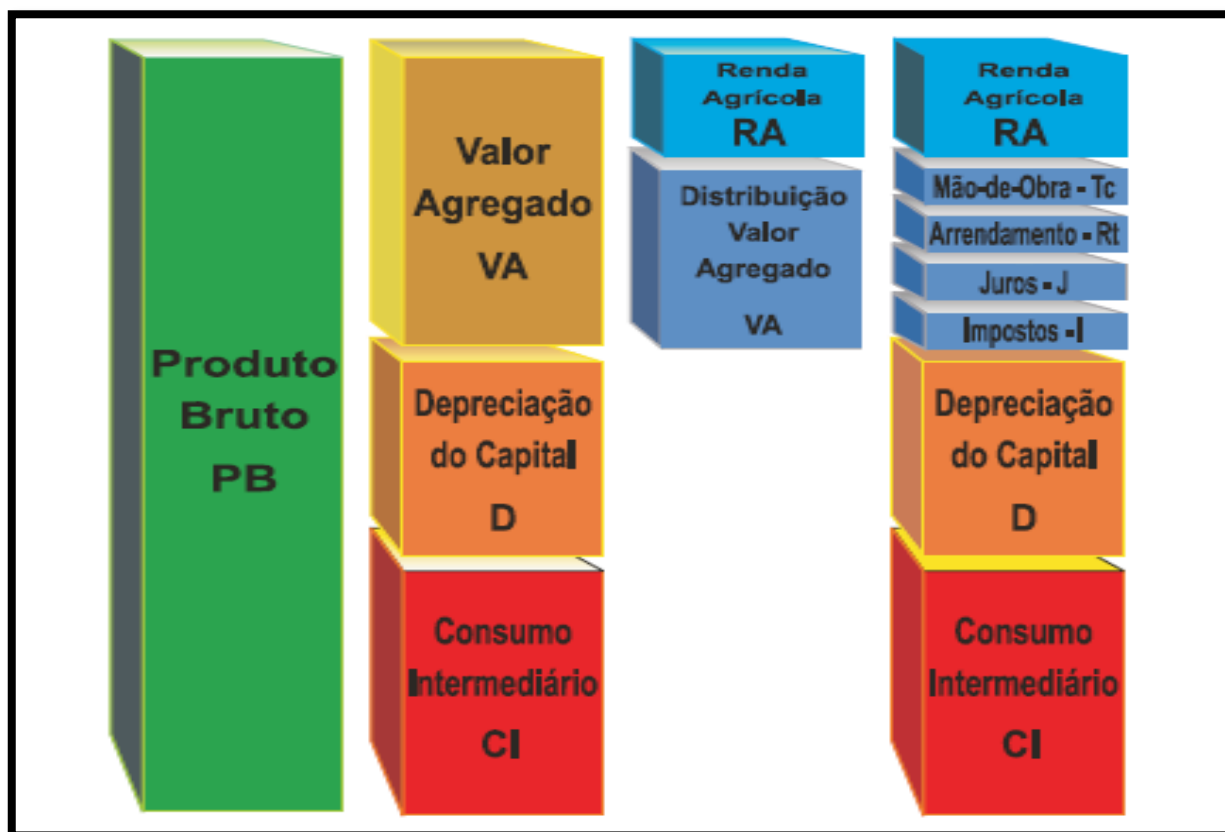 Produto
Bruto
PB
Valor
Agregado
VA
Depreciação
do Capital
D
Consumo
Intermediário
CI
Renda
Agrícola
RA
Distribuição
Valor
Agregado
VA
Renda
Agrícola
RA
Mão-de-Obra - Tc
Arrendamento - Rt
Juros - J
Impostos - I
Depreciação
do Capital
D
Consumo
Intermediário
CI